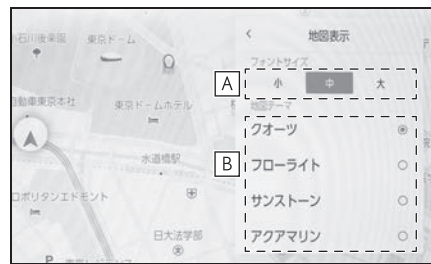 石川後楽園
東京ドーム
自動車東京本社
東京ドームホテル
水道橋駅
ロポリタンエドモント
日大法学部
P
地図表示
フォントサイズ
A
小 中 大
地図テーマ
B
クオーツ
フローライト
サンストーン
アクアマリン